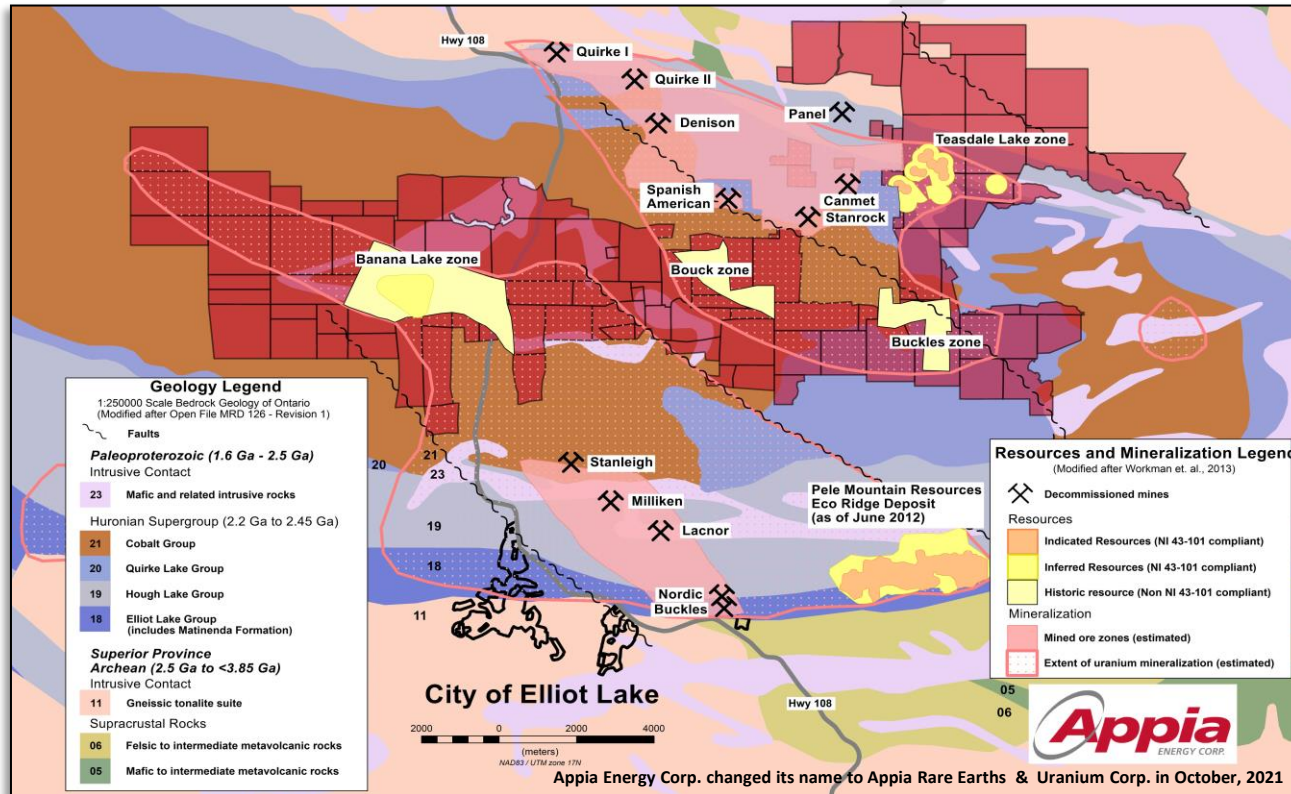 Hwy 108
Quirke I
Quirke II
Denison
Panel
Teasdale Lake zone
Spanish
American
Canmet
Stanrock
Banana Lake zone
Bouck zone
Buckles zone
Geology Legend
1:250000 Scale Bedrock Geology of Ontario
(Modified after Open File MRD 126 - Revision 1)
Faults
Paleoproterozoic (1.6 Ga - 2.5 Ga)
Intrusive Contact
23 Mafic and related intrusive rocks
Huronian Supergroup (2.2 Ga to 2.45 Ga)
21 Cobalt Group
20 Quirke Lake Group
19 Hough Lake Group
18 Elliot Lake Group
(includes Matinenda Formation)
Superior Province
Archean (2.5 Ga to <3.85 Ga)
Intrusive Contact
11 Gneissic tonalite suite
Supracrustal Rocks
06 Felsic to intermediate metavolcanic rocks
05 Mafic to intermediate metavolcanic rocks
20
21
23
19
18
11
Stanleigh
Milliken
Lacnor
Nordic
Buckles
Pele Mountain Resources
Eco Ridge Deposit
(as of June 2012)
Resources and Mineralization Legend
(Modified after Workman et. al., 2013)
Decommissioned mines
Resources
Indicated Resources (NI 43-101 compliant)
Inferred Resources (NI 43-101 compliant)
Historic resource (Non NI 43-101 compliant)
Mineralization
Mined ore zones (estimated)
Extent of uranium mineralization (estimated)
City of Elliot Lake
2000 0 2000 4000
(meters)
NAD83 / UTM zone 17N
Hwy 108
05
06
Appia
ENERGY CORP.
Appia Energy Corp. changed its name to Appia Rare Earths & Uranium Corp. in October, 2021